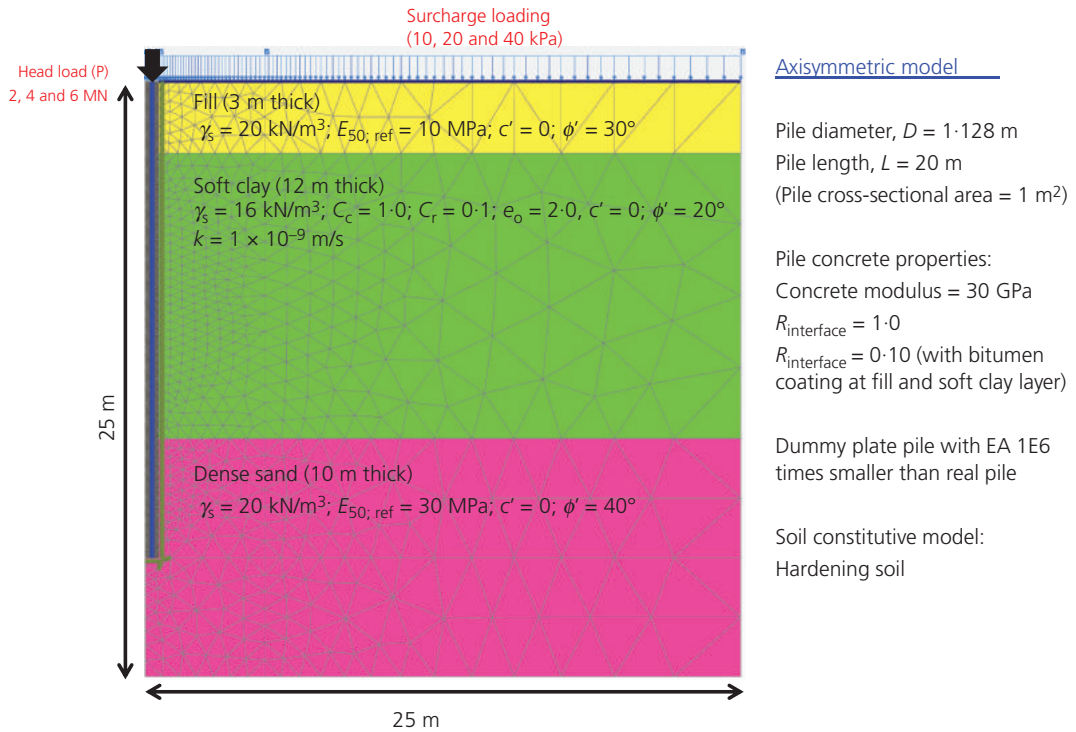 Surcharge loading
(10, 20 and 40 kPa)
Head load (P)
2, 4 and 6 MN
Fill (3 m thick)
γs = 20 kN/m³; E50; ref = 10 MPa; c′ = 0; ϕ′ = 30°
Soft clay (12 m thick)
γs = 16 kN/m³; Cc = 1·0; Cr = 0·1; eo = 2·0, c′ = 0; ϕ′ = 20°
k = 1 × 10⁻⁹ m/s
Dense sand (10 m thick)
γs = 20 kN/m³; E50; ref = 30 MPa; c′ = 0; ϕ′ = 40°
25 m
25 m
Axisymmetric model
Pile diameter, D = 1·128 m
Pile length, L = 20 m
(Pile cross-sectional area = 1 m²)
Pile concrete properties:
Concrete modulus = 30 GPa
Rinterface = 1·0
Rinterface = 0·10 (with bitumen
coating at fill and soft clay layer)
Dummy plate pile with EA 1E6
times smaller than real pile
Soil constitutive model:
Hardening soil